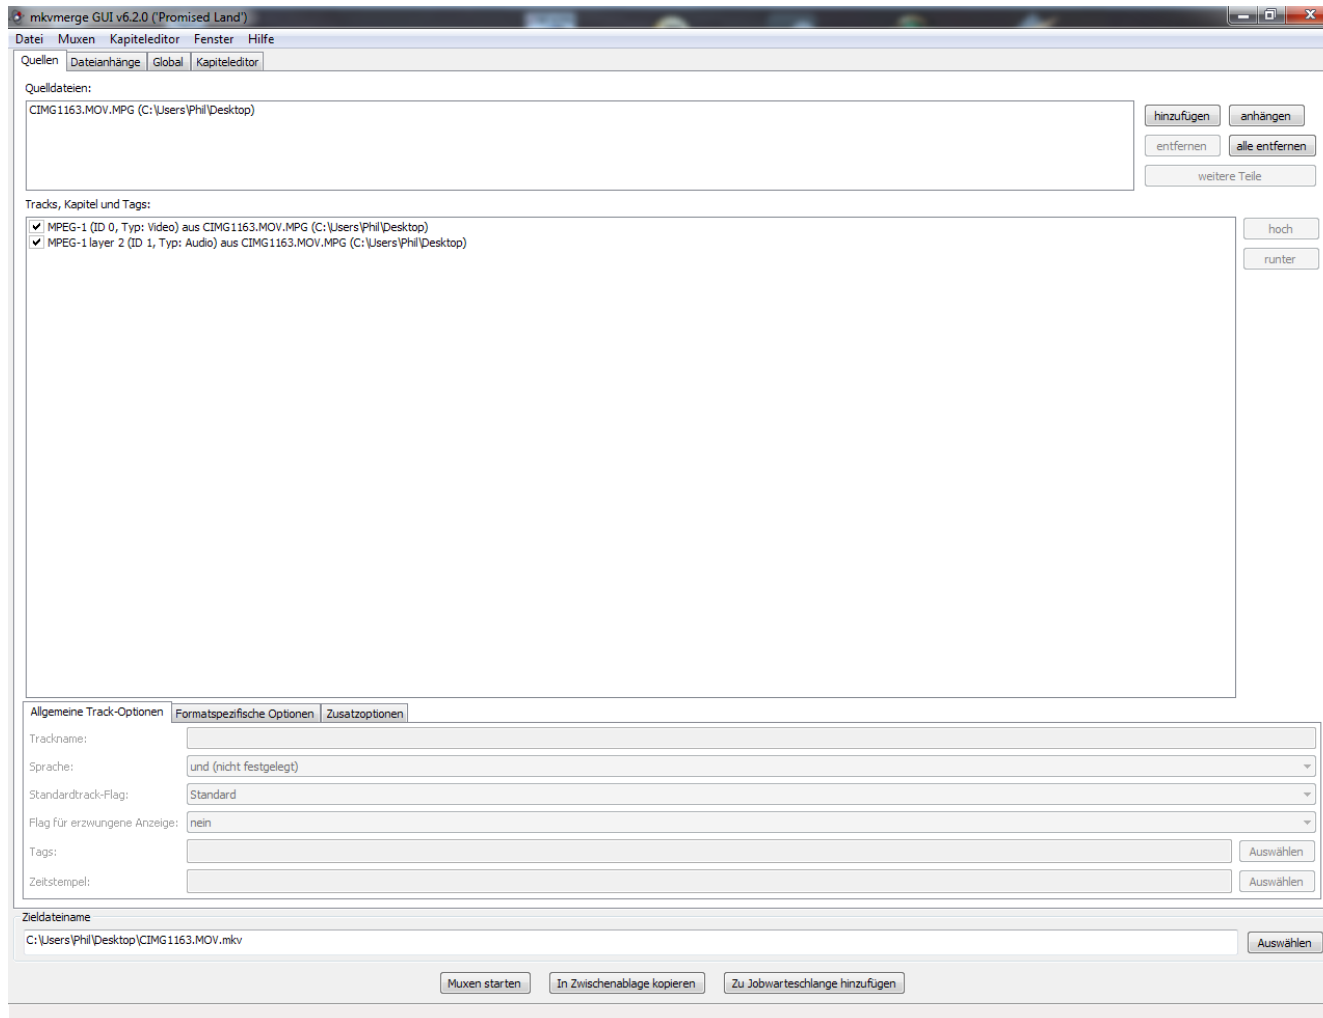 mkvmerge GUI v6.2.0 ('Promised Land')
Datei Muxen Kapiteleditor Fenster Hilfe
Quellen Dateianhänge Global Kapiteleditor
Quelldateien:
CIMG1163.MOV.MPG (C:\Users\Phil\Desktop)
hinzufügen anhängen
entfernen alle entfernen
weitere Teile
Tracks, Kapitel und Tags:
MPEG-1 (ID 0, Typ: Video) aus CIMG1163.MOV.MPG (C:\Users\Phil\Desktop)
MPEG-1 layer 2 (ID 1, Typ: Audio) aus CIMG1163.MOV.MPG (C:\Users\Phil\Desktop)
hoch
runter
Allgemeine Track-Optionen Formatspezifische Optionen Zusatzoptionen
Trackname:
Sprache: und (nicht festgelegt)
Standardtrack-Flag: Standard
Flag für erzwungene Anzeige: nein
Tags: Auswählen
Zeitstempel: Auswählen
Zieldateiname
C:\Users\Phil\Desktop\CIMG1163.MOV.mkv Auswählen
Muxen starten In Zwischenablage kopieren Zu Jobwarteschlange hinzufügen